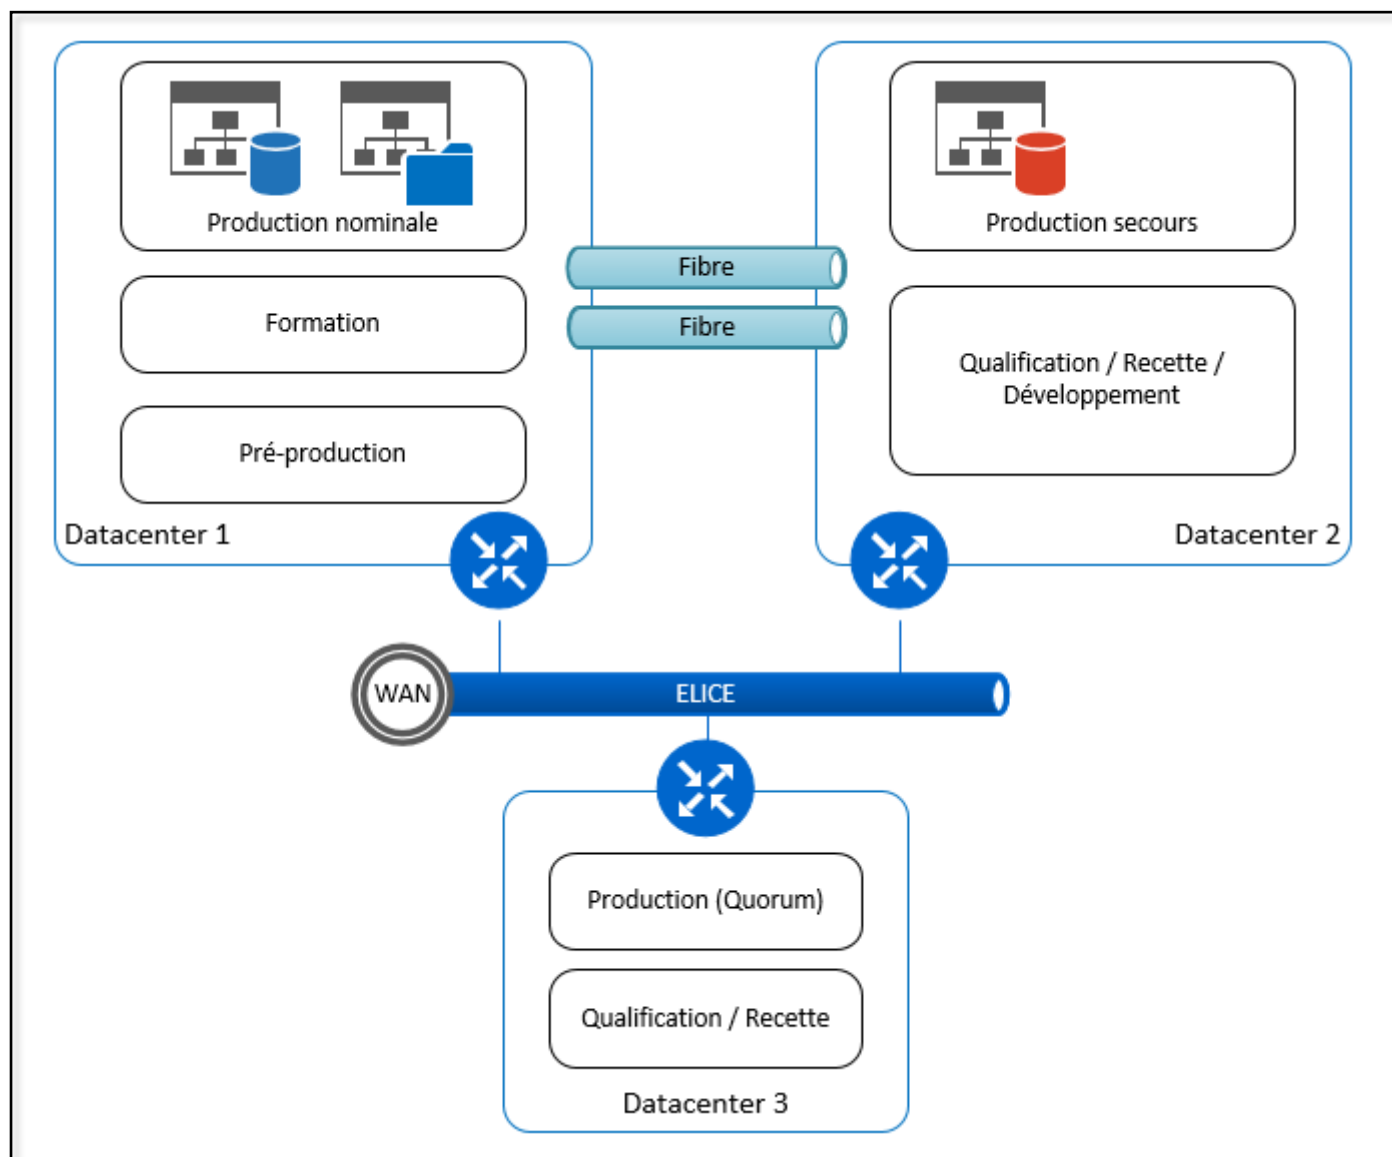 Production nominale
Formation
Pré-production
Datacenter 1
Fibre
Fibre
Production secours
Qualification / Recette /
Développement
Datacenter 2
WAN
ELICE
Production (Quorum)
Qualification / Recette
Datacenter 3